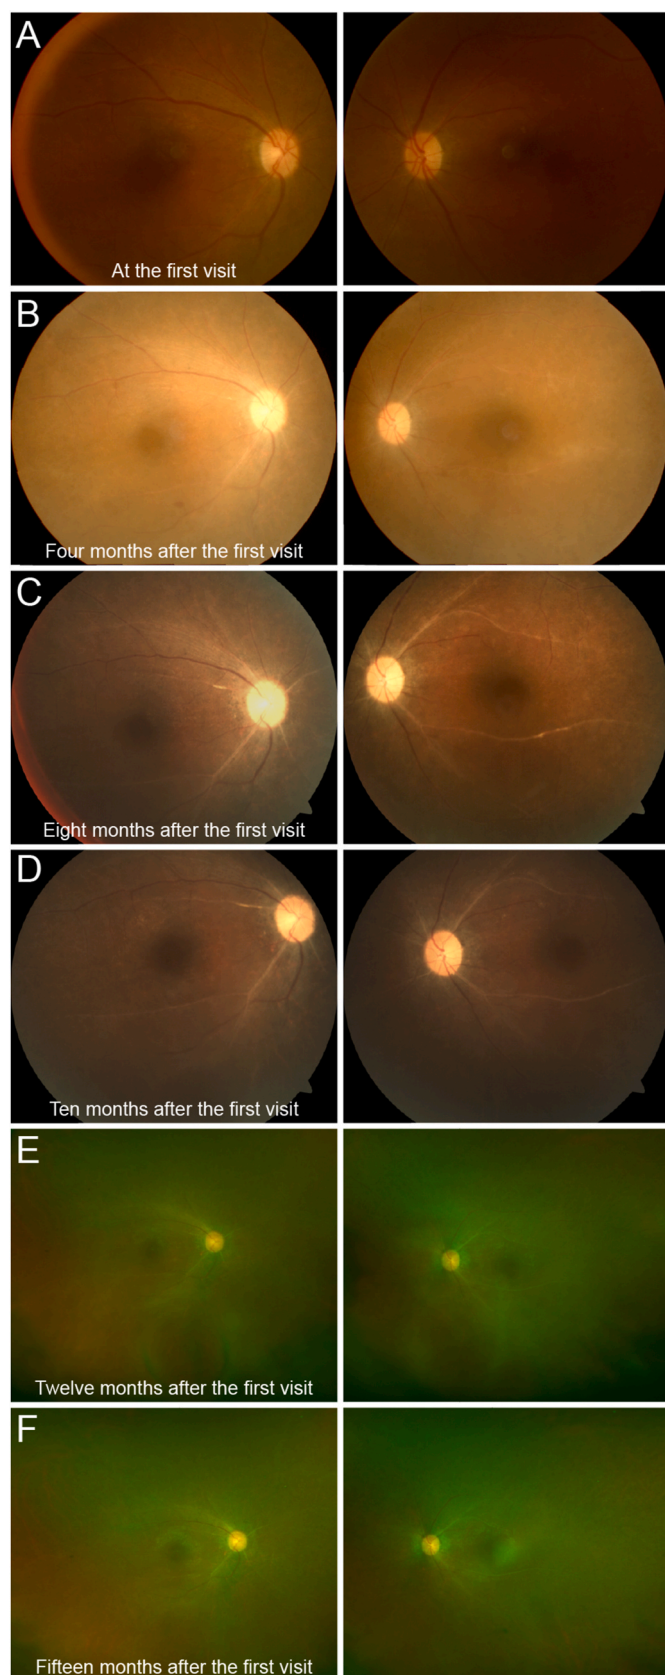 A
At the first visit
B
Four months after the first visit
C
Eight months after the first visit
D
Ten months after the first visit
E
Twelve months after the first visit
F
Fifteen months after the first visit